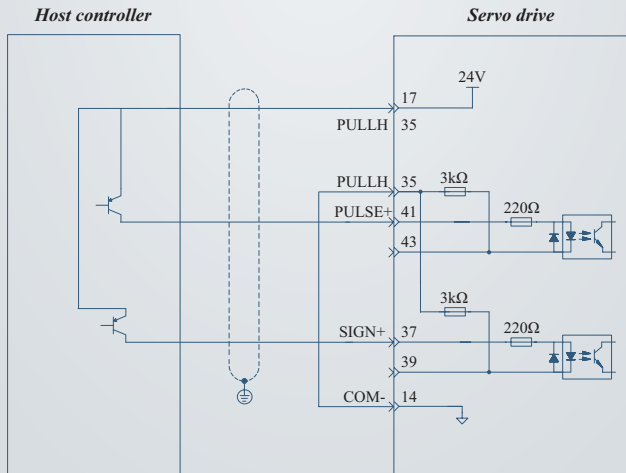 Host controller
Servo drive
24V
17
PULLH 35
PULLH 35 3kΩ
PULSE+ 41 220Ω
43
3kΩ
SIGN+ 37 220Ω
39
COM- 14